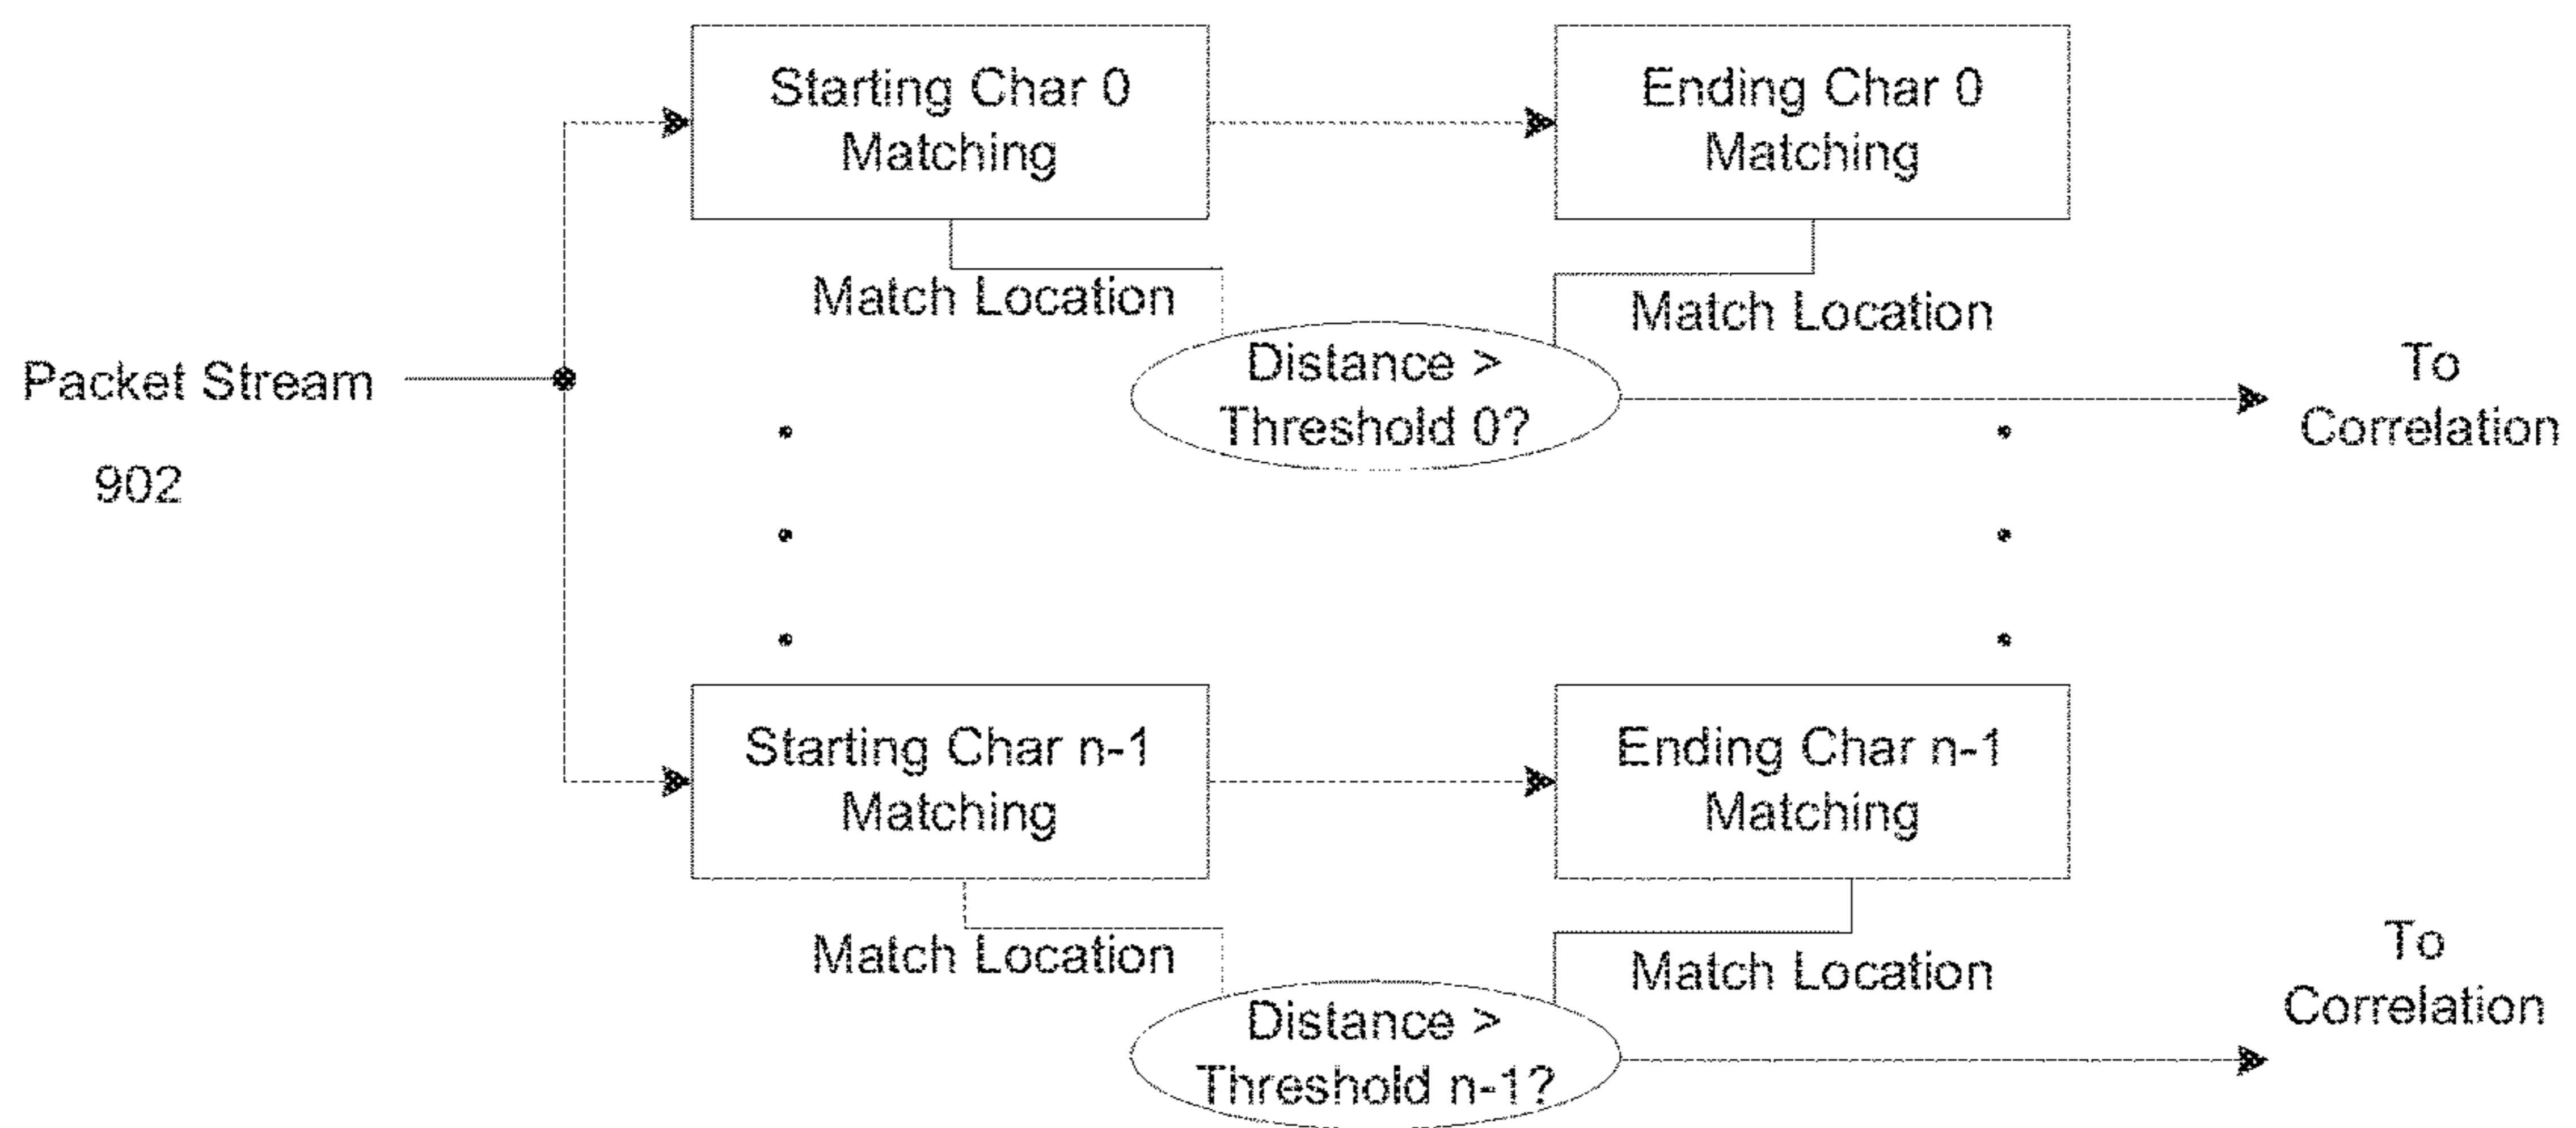 Starting Char 0
Matching
Ending Char 0
Matching
Match Location
Match Location
Packet Stream
902
Distance >
Threshold 0?
To
Correlation
Starting Char n-1
Matching
Ending Char n-1
Matching
Match Location
Match Location
Distance >
Threshold n-1?
To
Correlation